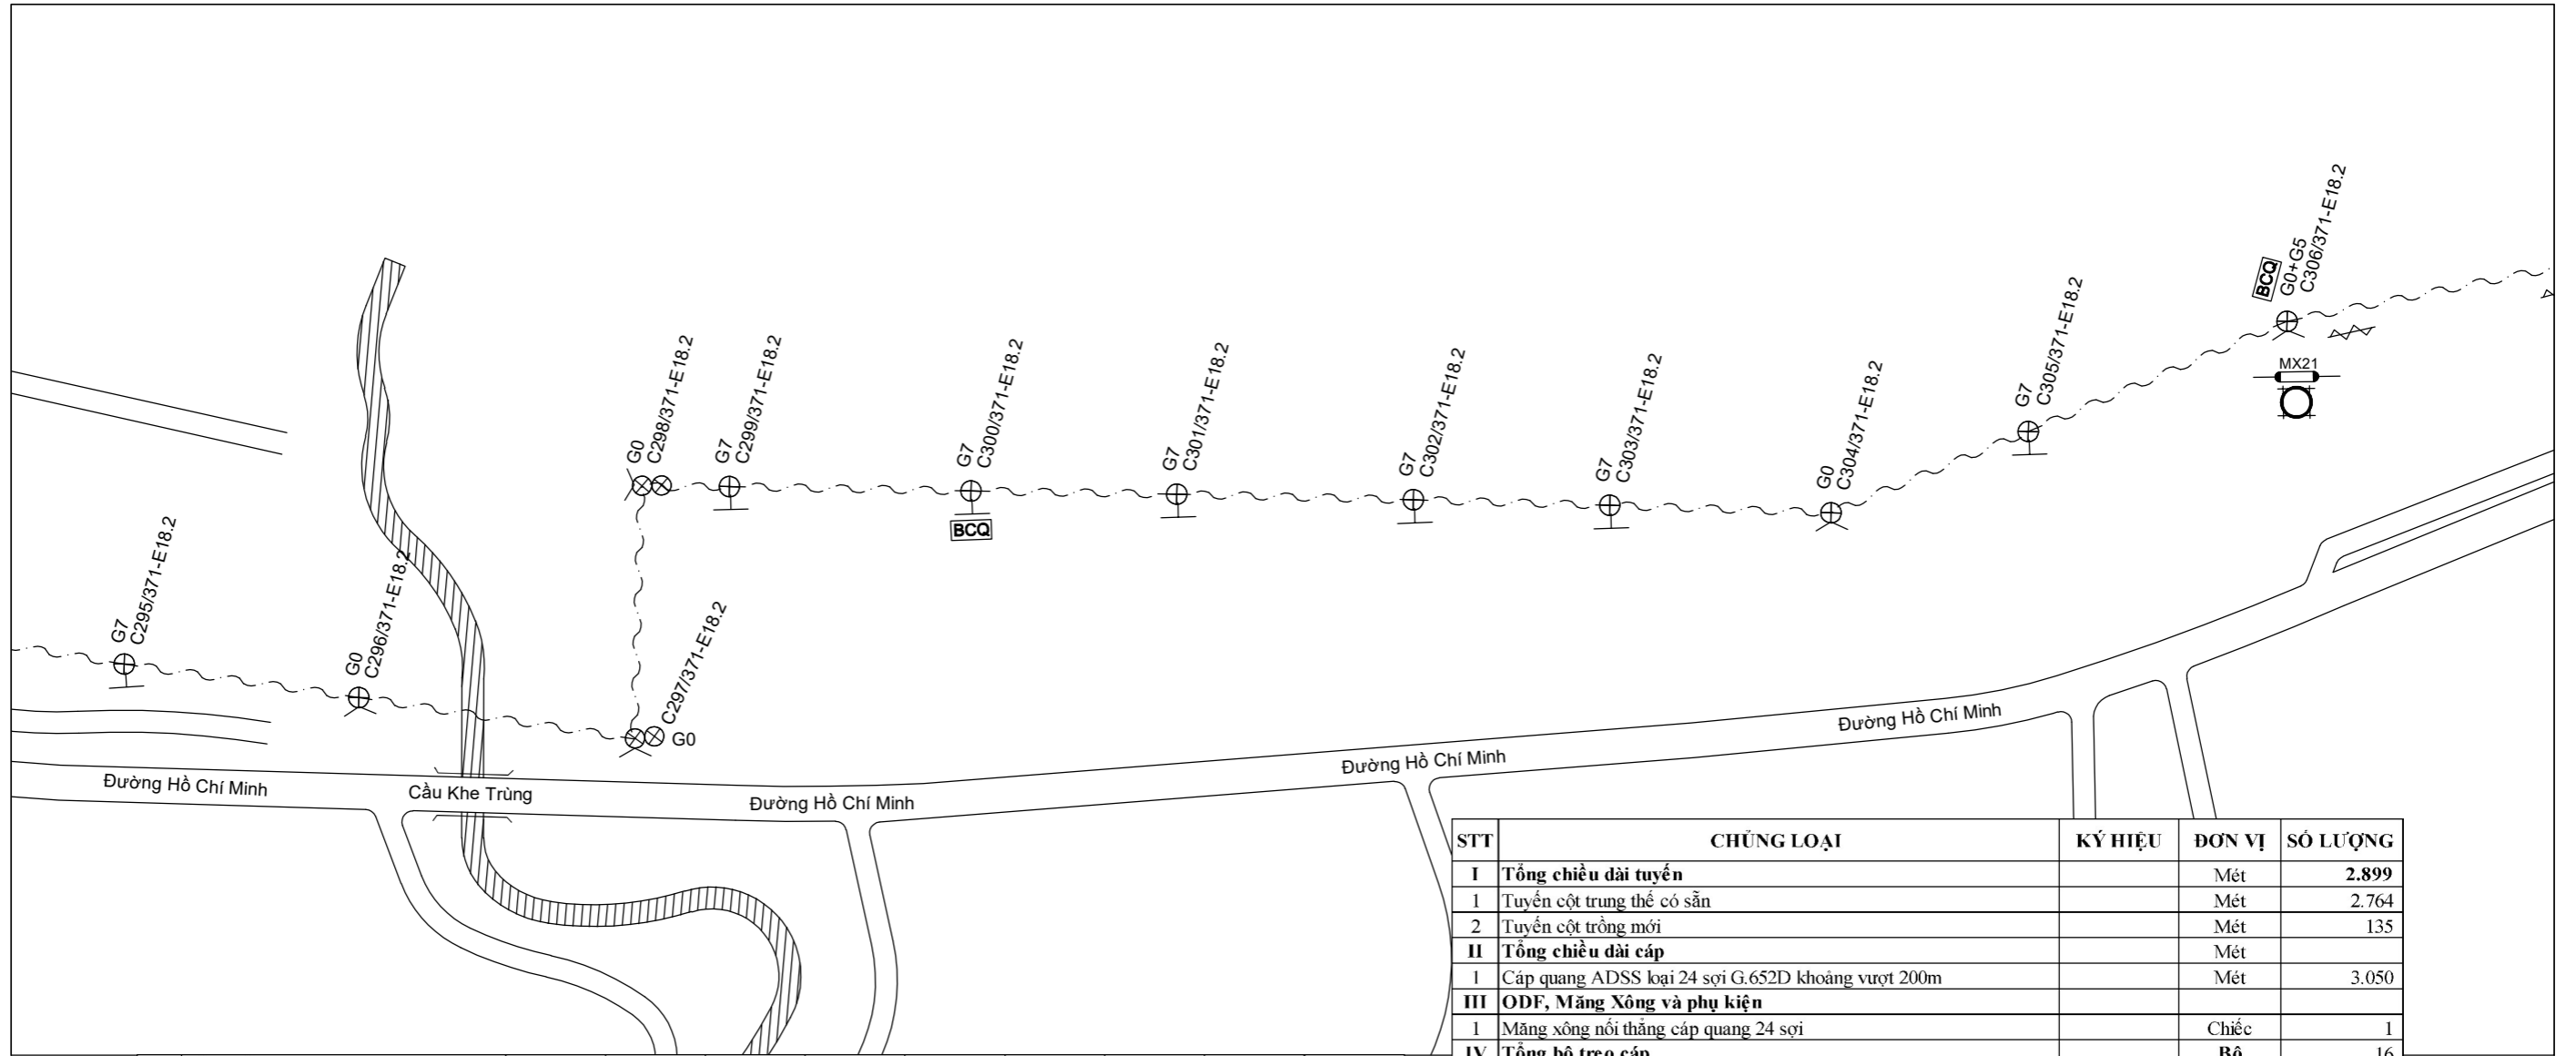 BCQ
G0+G5
C306/371-E18.2
MX21
G7
C305/371-E18.2
G0
C298/371-E18.2
G7
C299/371-E18.2
G7
C300/371-E18.2
BCQ
G7
C301/371-E18.2
G7
C302/371-E18.2
G7
C303/371-E18.2
G0
C304/371-E18.2
G7
C295/371-E18.2
G0
C296/371-E18.2
C297/371-E18.2
G0
Đường Hồ Chí Minh
Cầu Khe Trùng
Đường Hồ Chí Minh
Đường Hồ Chí Minh
Đường Hồ Chí Minh
STT CHỦNG LOẠI KÝ HIỆU ĐƠN VỊ SỐ LƯỢNG
I Tổng chiều dài tuyến Mét 2.899
1 Tuyến cột trung thế có sẵn Mét 2.764
2 Tuyến cột trồng mới Mét 135
II Tổng chiều dài cáp Mét
1 Cáp quang ADSS loại 24 sợi G.652D khoảng vượt 200m Mét 3.050
III ODF, Măng Xông và phụ kiện
1 Măng xông nối thẳng cáp quang 24 sợi Chiếc 1
IV Tổng bộ treo cáp Bộ 16